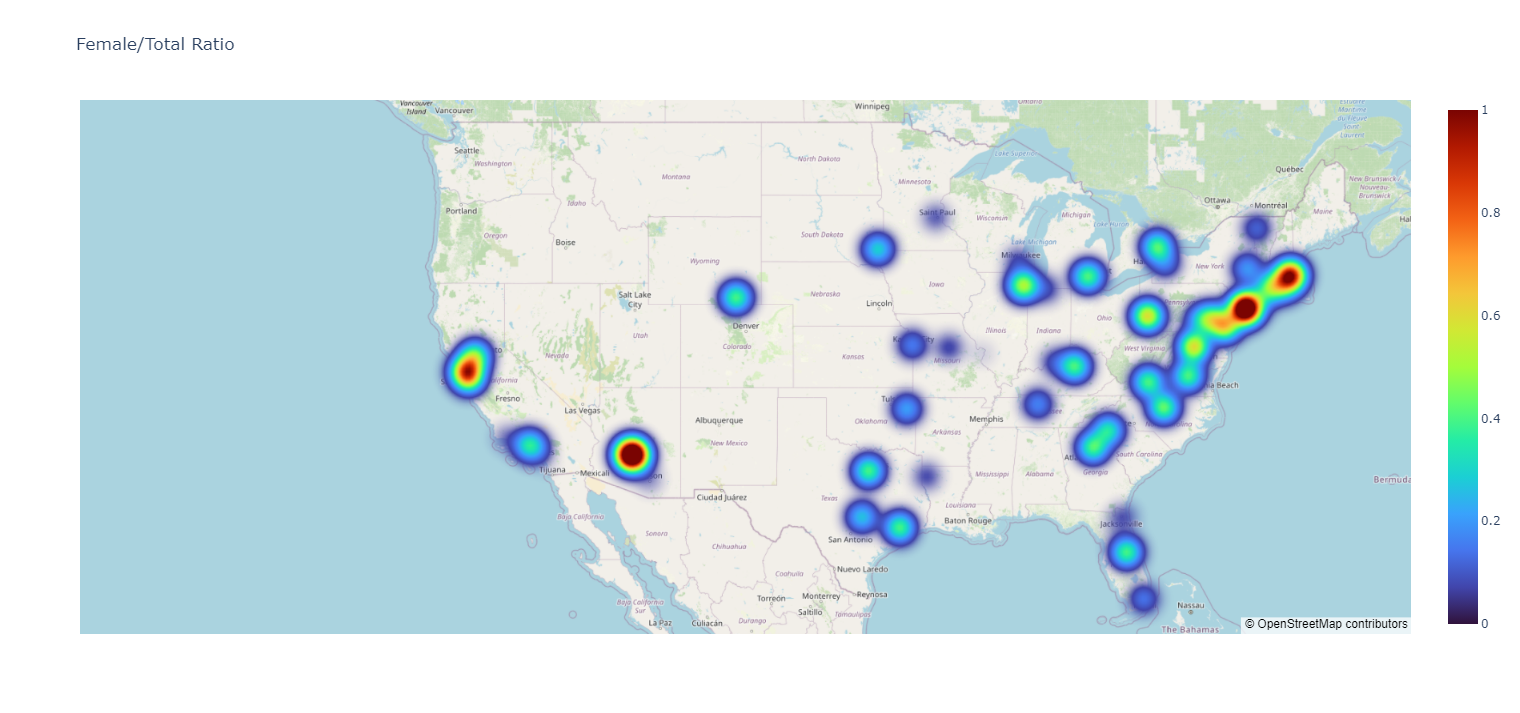 Female/Total Ratio
Vancouver
Island
Vancouver
Winnipeg
Ontario
Seattle
Washington
Montana
North Dakota
Minnesota
Lake Superior
Québec
New Brunswick
Nouveau
Brunswick
Portland
Idaho
Saint Paul
Wisconsin
Michigan
Lake Huron
Ottawa
Montréal
Maine
Oregon
Boise
South Dakota
Lake Michigan
Wyoming
New York
Salt Lake
City
Nebraska
Iowa
Lincoln
Denver
Utah
Colorado
Nevada
Kansas
Missouri
Illinois
Indiana
Ohio
West Virginia
Fresno
Las Vegas
Albuquerque
New Mexico
Oklahoma
Arkansas
Memphis
South Carolina
Georgia
Alabama
Mississippi
Tijuana
Mexicali
Ciudad Juárez
Texas
Louisiana
Baton Rouge
Jacksonville
San Antonio
Bermuda
Baja California
Sonora
Chihuahua
Coahuila
Nuevo Laredo
Reynosa
Monterrey
Torreón
Saltillo
Tamaulipas
Durango
Baja California
Sur
La Paz
Culiacán
Nassau
The Bahamas
© OpenStreetMap contributors
1
0.8
0.6
0.4
0.2
0